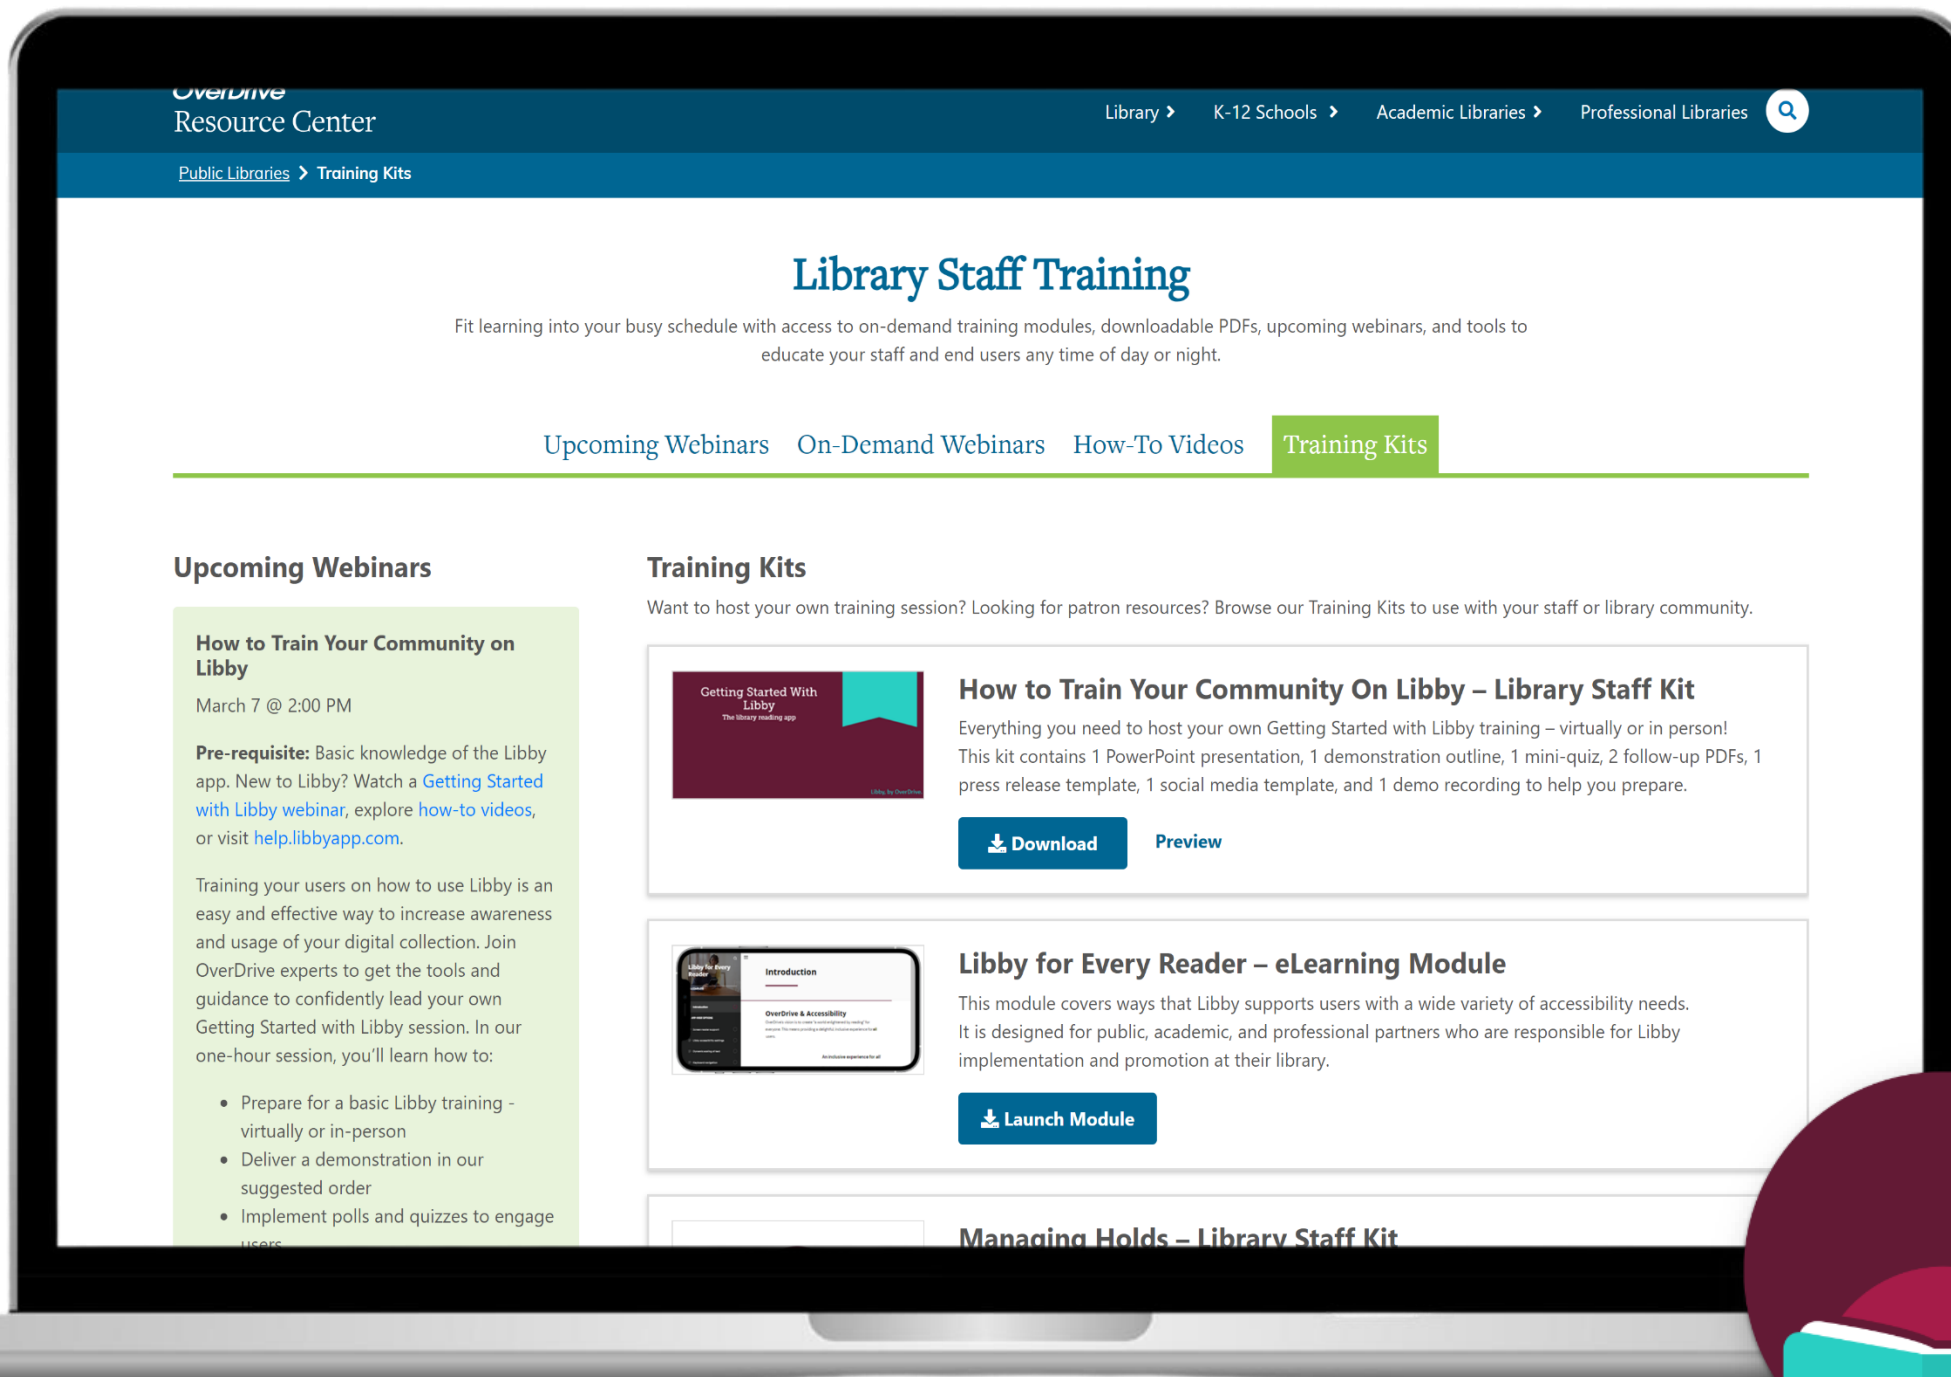 OverDrive
Resource Center
Library
K-12 Schools
Academic Libraries
Professional Libraries
Public Libraries
Training Kits
Library Staff Training
Fit learning into your busy schedule with access to on-demand training modules, downloadable PDFs, upcoming webinars, and tools to
educate your staff and end users any time of day or night.
Upcoming Webinars
On-Demand Webinars
How-To Videos
Training Kits
Upcoming Webinars
How to Train Your Community on
Libby
March 7 @ 2:00 PM
Pre-requisite: Basic knowledge of the Libby
app. New to Libby? Watch a Getting Started
with Libby webinar, explore how-to videos,
or visit help.libbyapp.com.
Training your users on how to use Libby is an
easy and effective way to increase awareness
and usage of your digital collection. Join
OverDrive experts to get the tools and
guidance to confidently lead your own
Getting Started with Libby session. In our
one-hour session, you'll learn how to:
• Prepare for a basic Libby training -
virtually or in-person
• Deliver a demonstration in our
suggested order
• Implement polls and quizzes to engage
users
Training Kits
Want to host your own training session? Looking for patron resources? Browse our Training Kits to use with your staff or library community.
Getting Started With
Libby
The library reading app
Libby, by OverDrive
How to Train Your Community On Libby – Library Staff Kit
Everything you need to host your own Getting Started with Libby training – virtually or in person!
This kit contains 1 PowerPoint presentation, 1 demonstration outline, 1 mini-quiz, 2 follow-up PDFs, 1
press release template, 1 social media template, and 1 demo recording to help you prepare.
Download
Preview
Libby for Every
Reader
Introduction
OverDrive & Accessibility
An inclusive experience for all
Libby for Every Reader – eLearning Module
This module covers ways that Libby supports users with a wide variety of accessibility needs.
It is designed for public, academic, and professional partners who are responsible for Libby
implementation and promotion at their library.
Launch Module
Managing Holds – Library Staff Kit